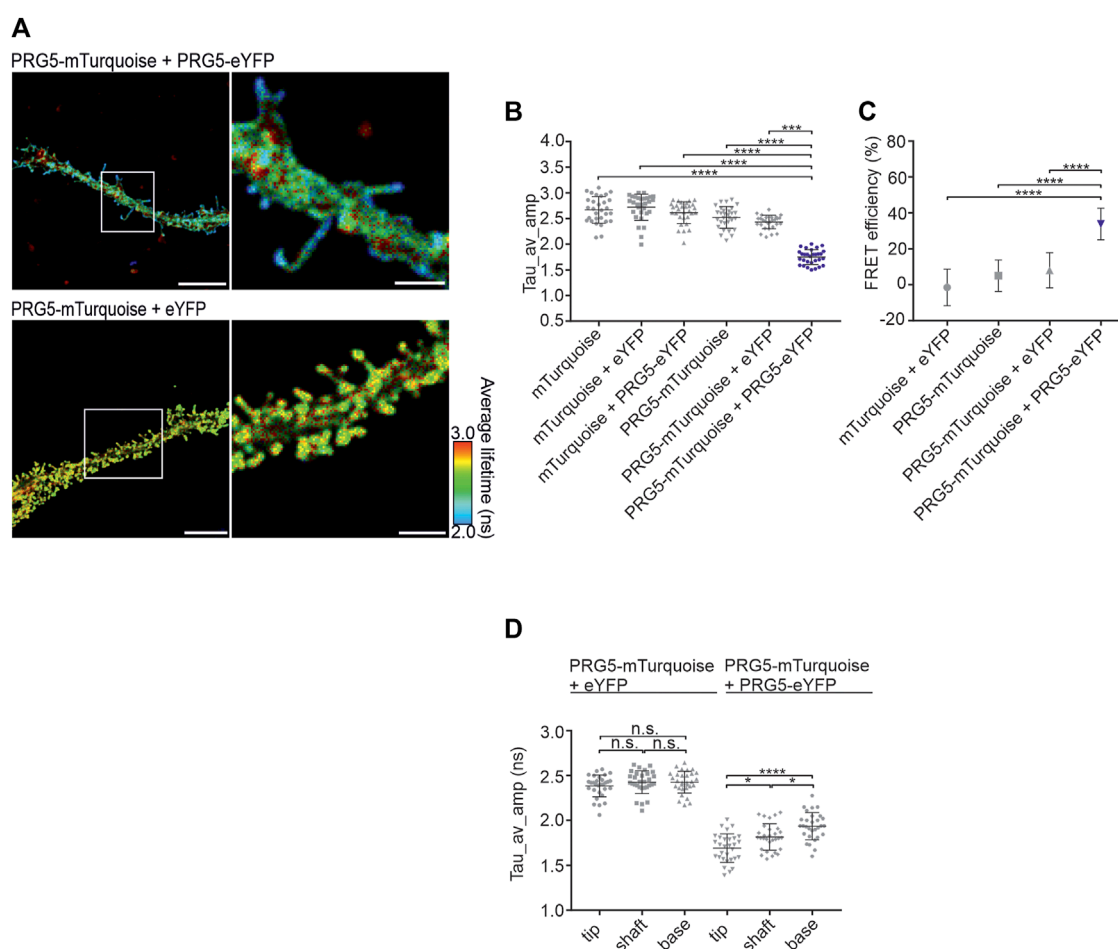 A
PRG5-mTurquoise + PRG5-eYFP
PRG5-mTurquoise + eYFP
Average lifetime (ns)
3.0
2.0
B
Tau_av_amp
4.0
3.5
3.0
2.5
2.0
1.5
1.0
0.5
***
****
****
****
****
mTurquoise
mTurquoise + eYFP
mTurquoise + PRG5-eYFP
PRG5-mTurquoise
PRG5-mTurquoise + eYFP
PRG5-mTurquoise + PRG5-eYFP
C
FRET efficiency (%)
80
60
40
20
0
-20
****
****
****
mTurquoise + eYFP
PRG5-mTurquoise
PRG5-mTurquoise + eYFP
PRG5-mTurquoise + PRG5-eYFP
D
PRG5-mTurquoise
+ eYFP
PRG5-mTurquoise
+ PRG5-eYFP
Tau_av_amp (ns)
3.0
2.5
2.0
1.5
1.0
n.s.
n.s. n.s.
****
* *
tip
shaft
base
tip
shaft
base